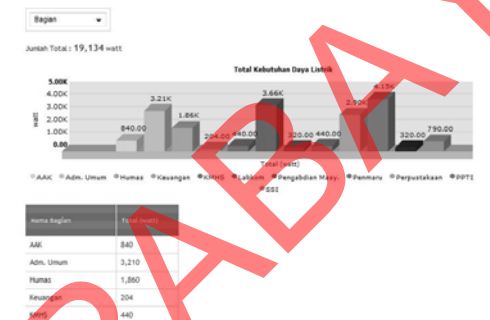 Bagian
Jumlah Total : 19,134 watt
Total Kebutuhan Daya Listrik
5.00K
4.00K
3.00K
2.00K
1.00K
0.00
watt
840.00
3.21K
1.86K
204.00
440.00
3.66K
320.00
440.00
2.90K
4.15K
320.00
790.00
Total (watt)
AAK Adm. Umum Humas Keuangan KMHS Labkom Pengabdian Masy. Penmaru Perpustakaan PPTI
SSI
Nama Bagian Total (watt)
AAK 840
Adm. Umum 3,210
Humas 1,860
Keuangan 204
KMHS 440
RABAY